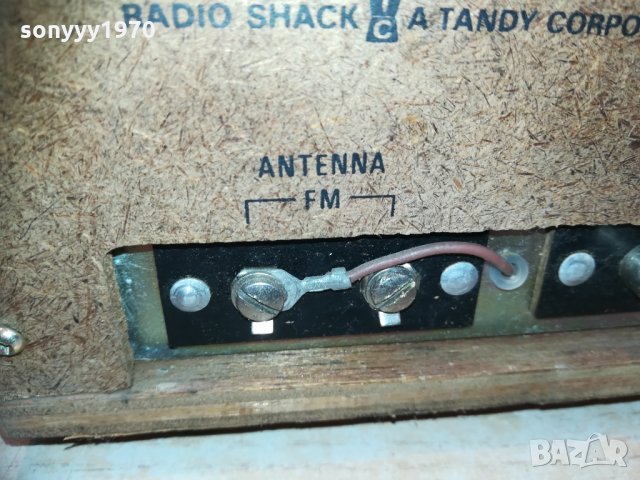 sonyyy1970
RADIO SHACK A TANDY CORPO
ANTENNA
FM
BAZAR